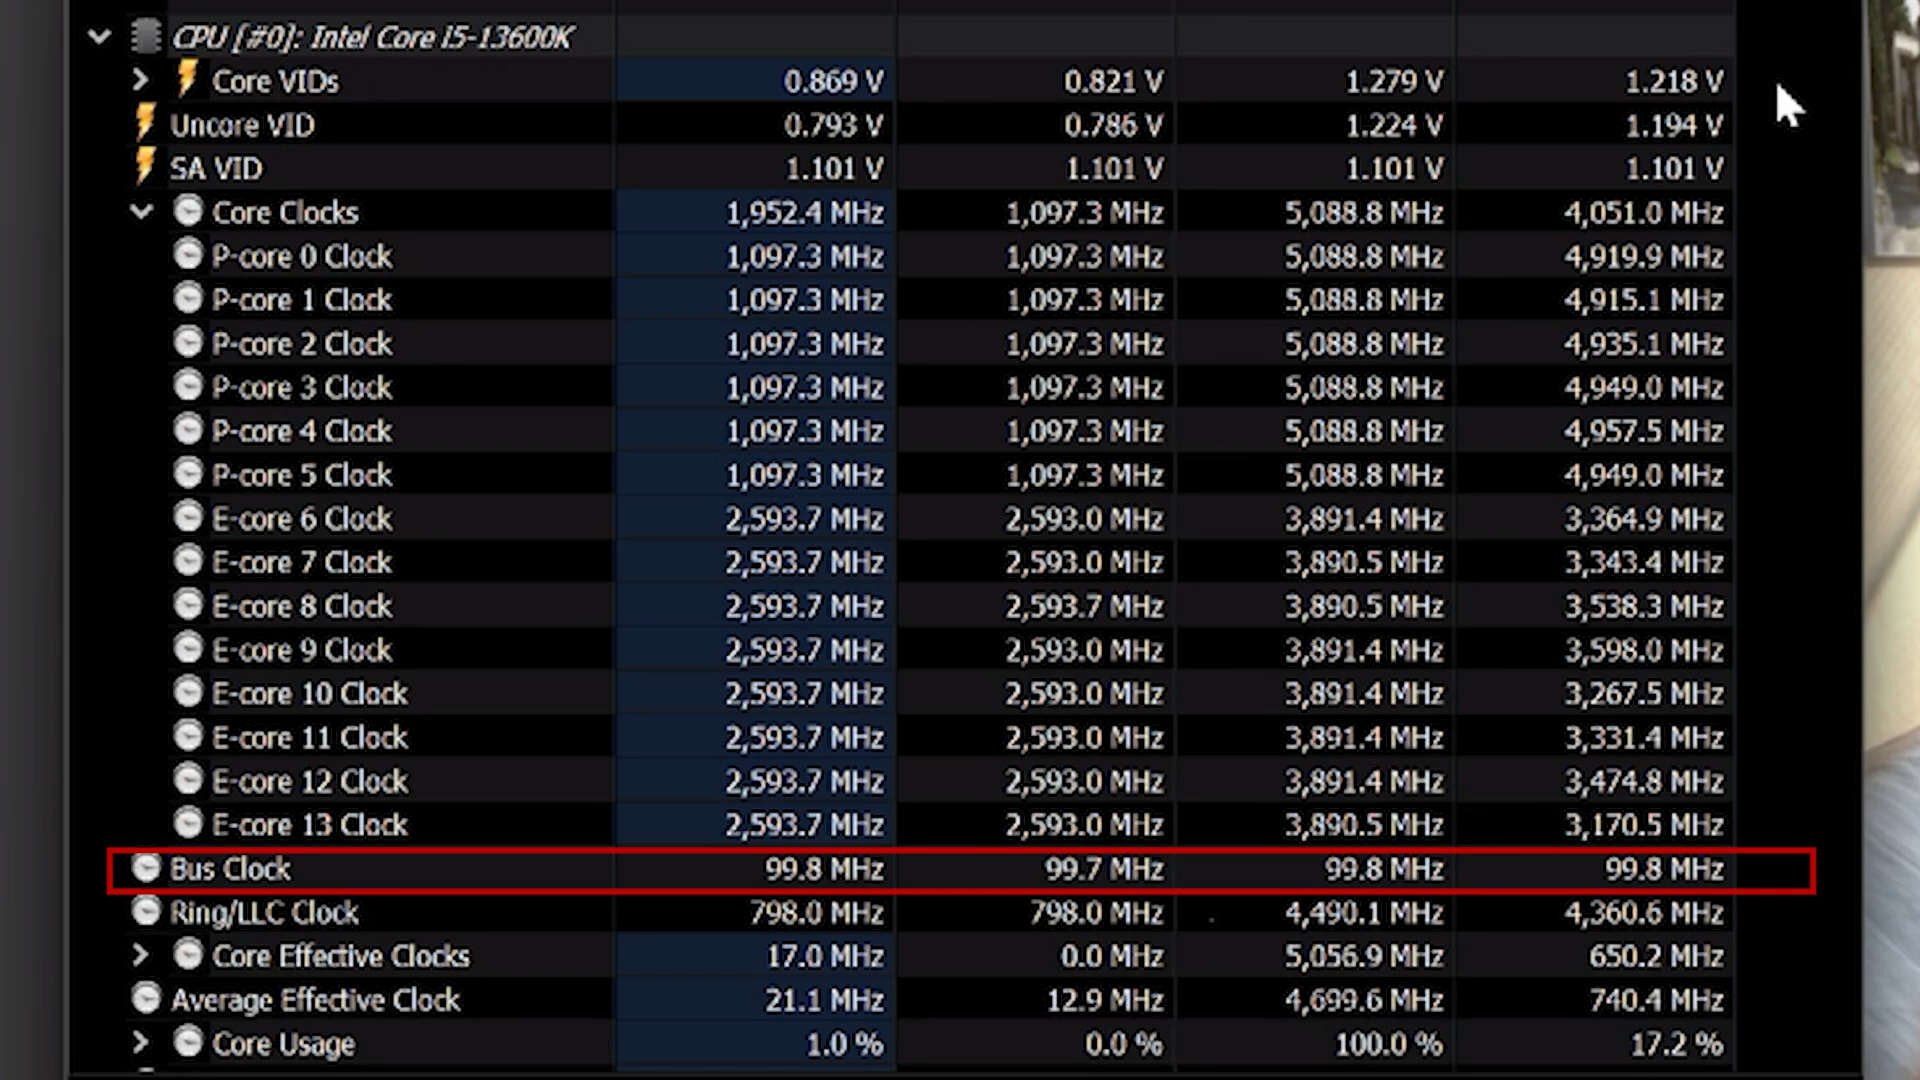 CPU [#0]: Intel Core i5-13600K
Core VIDs 0.869 V 0.821 V 1.279 V 1.218 V
Uncore VID 0.793 V 0.786 V 1.224 V 1.194 V
SA VID 1.101 V 1.101 V 1.101 V 1.101 V
Core Clocks 1,952.4 MHz 1,097.3 MHz 5,088.8 MHz 4,051.0 MHz
P-core 0 Clock 1,097.3 MHz 1,097.3 MHz 5,088.8 MHz 4,919.9 MHz
P-core 1 Clock 1,097.3 MHz 1,097.3 MHz 5,088.8 MHz 4,915.1 MHz
P-core 2 Clock 1,097.3 MHz 1,097.3 MHz 5,088.8 MHz 4,935.1 MHz
P-core 3 Clock 1,097.3 MHz 1,097.3 MHz 5,088.8 MHz 4,949.0 MHz
P-core 4 Clock 1,097.3 MHz 1,097.3 MHz 5,088.8 MHz 4,957.5 MHz
P-core 5 Clock 1,097.3 MHz 1,097.3 MHz 5,088.8 MHz 4,949.0 MHz
E-core 6 Clock 2,593.7 MHz 2,593.0 MHz 3,891.4 MHz 3,364.9 MHz
E-core 7 Clock 2,593.7 MHz 2,593.0 MHz 3,890.5 MHz 3,343.4 MHz
E-core 8 Clock 2,593.7 MHz 2,593.7 MHz 3,890.5 MHz 3,538.3 MHz
E-core 9 Clock 2,593.7 MHz 2,593.0 MHz 3,891.4 MHz 3,598.0 MHz
E-core 10 Clock 2,593.7 MHz 2,593.0 MHz 3,891.4 MHz 3,267.5 MHz
E-core 11 Clock 2,593.7 MHz 2,593.0 MHz 3,891.4 MHz 3,331.4 MHz
E-core 12 Clock 2,593.7 MHz 2,593.0 MHz 3,891.4 MHz 3,474.8 MHz
E-core 13 Clock 2,593.7 MHz 2,593.0 MHz 3,890.5 MHz 3,170.5 MHz
Bus Clock 99.8 MHz 99.7 MHz 99.8 MHz 99.8 MHz
Ring/LLC Clock 798.0 MHz 798.0 MHz 4,490.1 MHz 4,360.6 MHz
Core Effective Clocks 17.0 MHz 0.0 MHz 5,056.9 MHz 650.2 MHz
Average Effective Clock 21.1 MHz 12.9 MHz 4,699.6 MHz 740.4 MHz
Core Usage 1.0 % 0.0 % 100.0 % 17.2 %